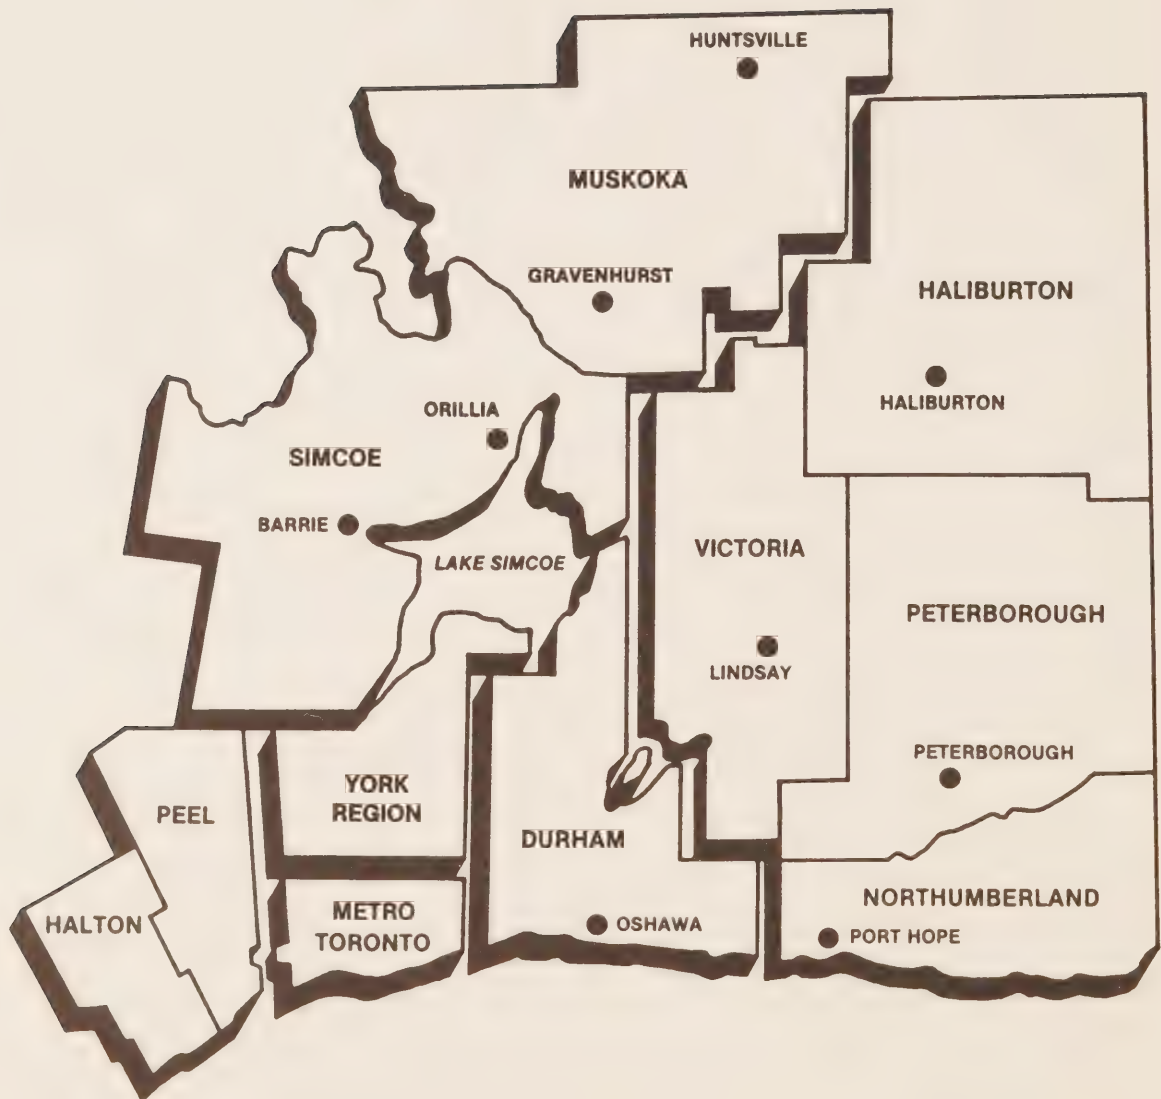 HUNTSVILLE
MUSKOKA
GRAVENHURST
HALIBURTON
HALIBURTON
ORILLIA
SIMCOE
BARRIE
LAKE SIMCOE
VICTORIA
PETERBOROUGH
LINDSAY
PETERBOROUGH
YORK
REGION
PEEL
DURHAM
METRO
TORONTO
HALTON
OSHAWA
NORTHUMBERLAND
PORT HOPE